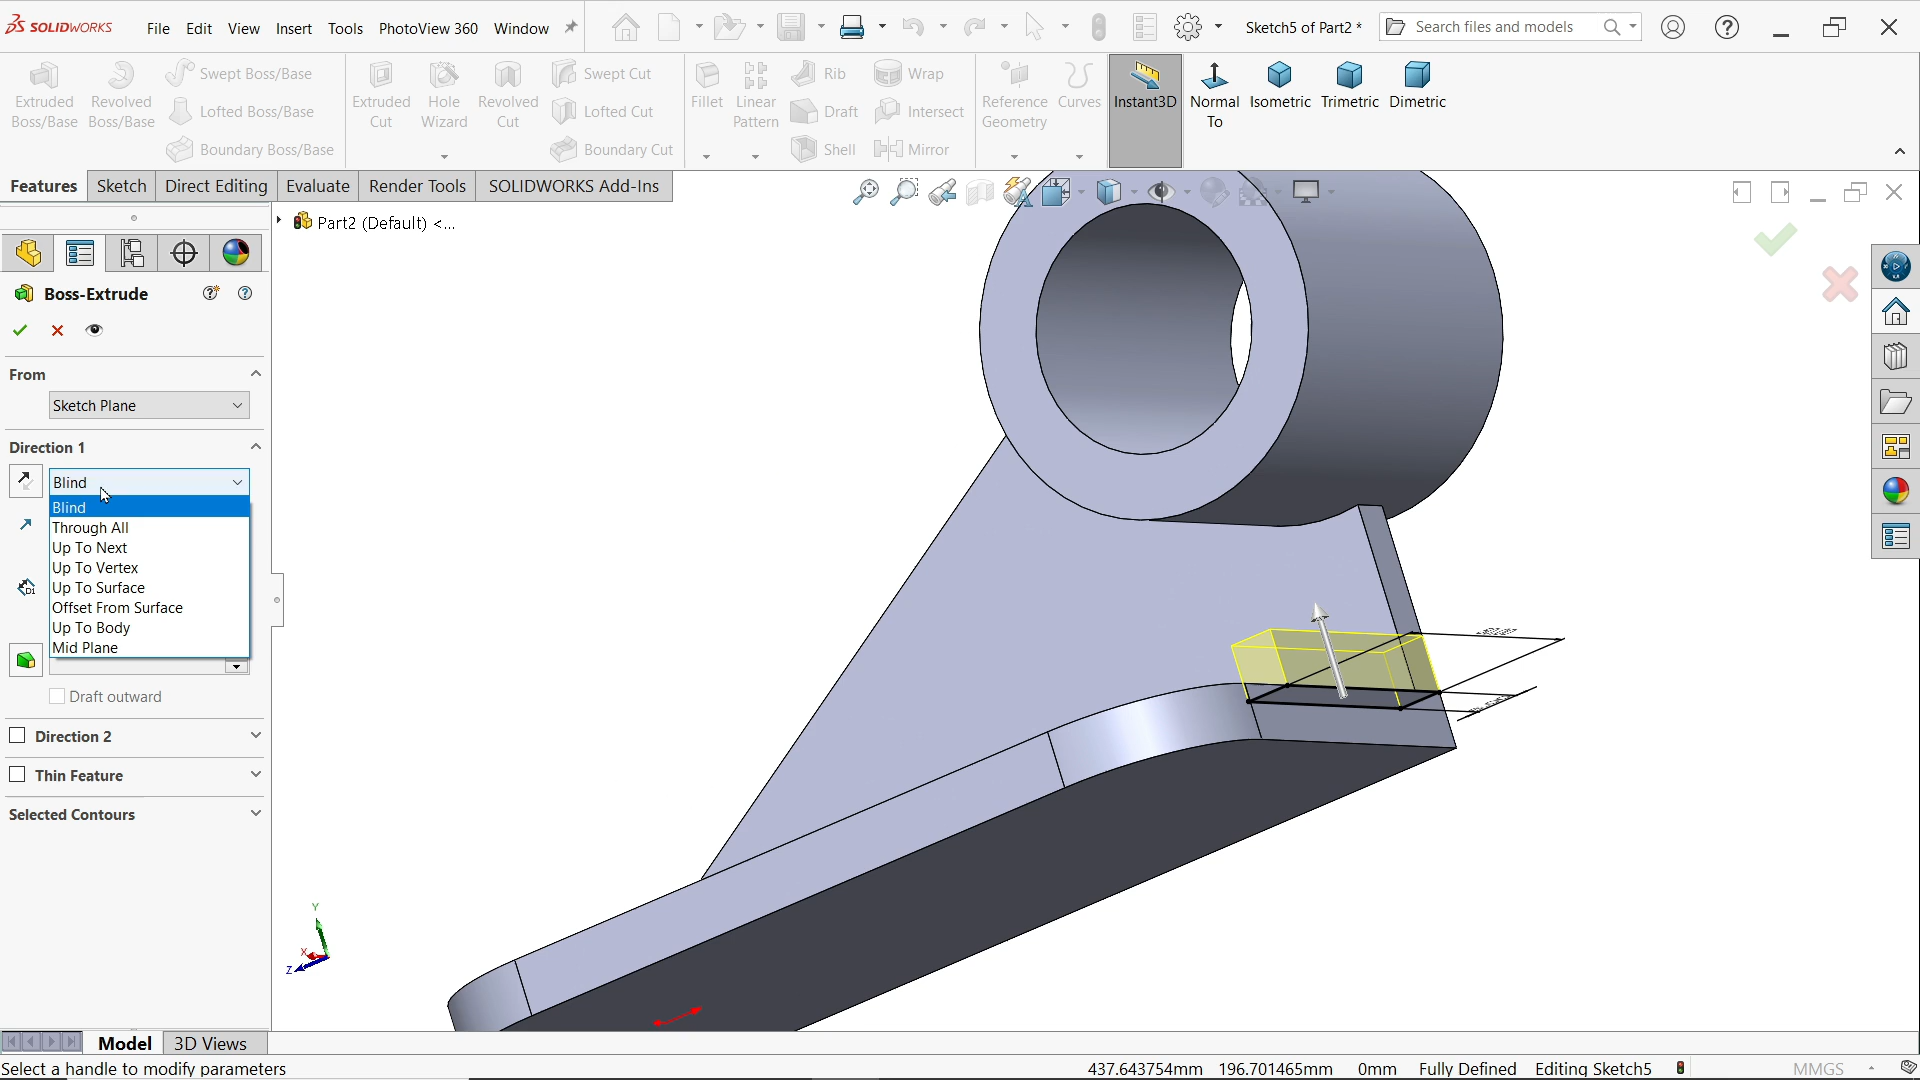 SOLIDWORKS File Edit View Insert Tools PhotoView 360 Window Sketch5 of Part2 * Search files and models
Extruded Boss/Base
Revolved Boss/Base
Swept Boss/Base
Lofted Boss/Base
Boundary Boss/Base
Extruded Cut
Hole Wizard
Revolved Cut
Swept Cut
Lofted Cut
Boundary Cut
Fillet
Linear Pattern
Rib
Draft
Shell
Wrap
Intersect
Mirror
Reference Geometry
Curves
Instant3D
Normal To
Isometric
Trimetric
Dimetric
Features Sketch Direct Editing Evaluate Render Tools SOLIDWORKS Add-Ins
Part2 (Default) <...
Boss-Extrude
From
Sketch Plane
Direction 1
Blind
Blind
Through All
Up To Next
Up To Vertex
Up To Surface
Offset From Surface
Up To Body
Mid Plane
Draft outward
Direction 2
Thin Feature
Selected Contours
Y
X
Z
Model 3D Views
Select a handle to modify parameters 437.643754mm 196.701465mm 0mm Fully Defined Editing Sketch5 MMGS